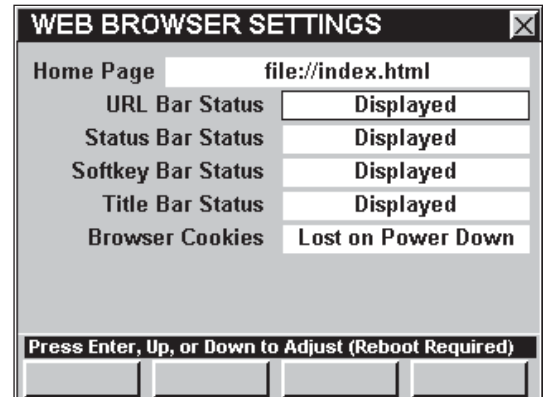 WEB BROWSER SETTINGS
Home Page file://index.html
URL Bar Status Displayed
Status Bar Status Displayed
Softkey Bar Status Displayed
Title Bar Status Displayed
Browser Cookies Lost on Power Down
Press Enter, Up, or Down to Adjust (Reboot Required)